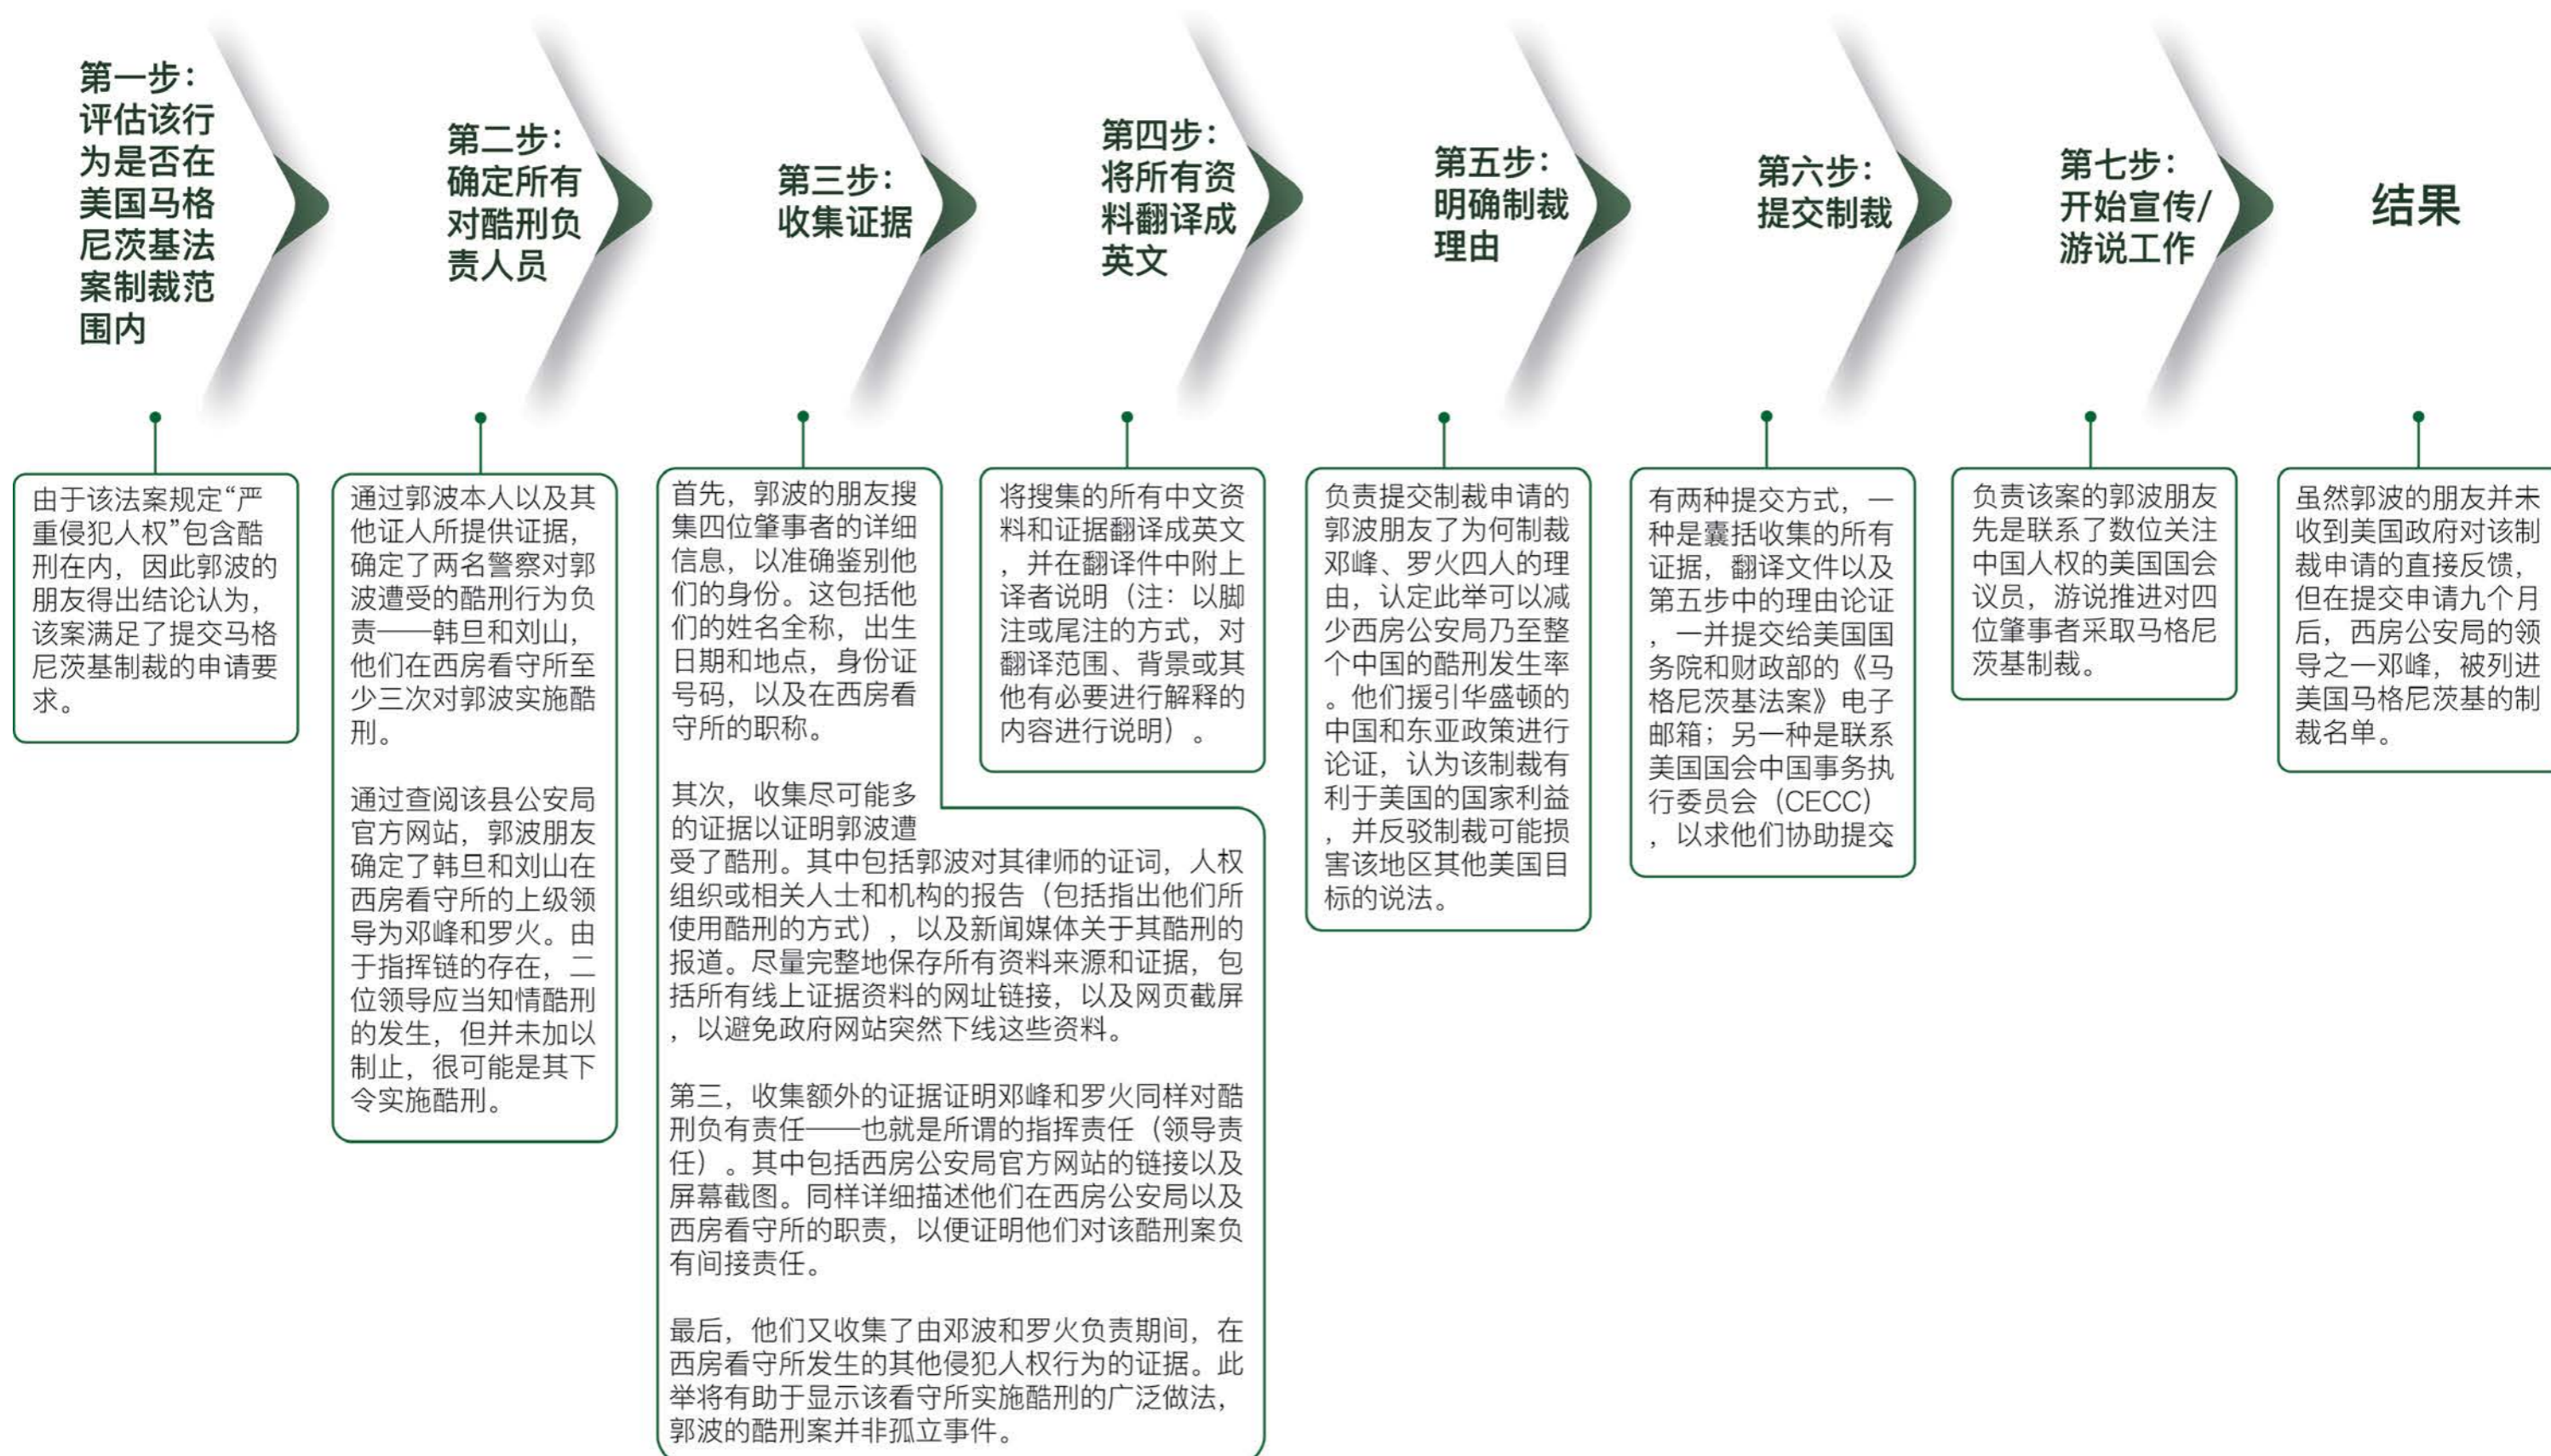 第一步：
评估该行
为是否在
美国马格
尼茨基法
案制裁范
围内
第二步：
确定所有
对酷刑负
责人员
第三步：
收集证据
第四步：
将所有资
料翻译成
英文
第五步：
明确制裁
理由
第六步：
提交制裁
第七步：
开始宣传/
游说工作
结果
由于该法案规定“严
重侵犯人权”包含酷
刑在内，因此郭波的
朋友得出结论认为，
该案满足了提交马格
尼茨基制裁的申请要
求。
通过郭波本人以及其
他证人所提供证据，
确定了两名警察对郭
波遭受的酷刑行为负
责——韩旦和刘山，
他们在西房看守所至
少三次对郭波实施酷
刑。
通过查阅该县公安局
官方网站，郭波朋友
确定了韩旦和刘山在
西房看守所的上级领
导为邓峰和罗火。由
于指挥链的存在，二
位领导应当知情酷刑
的发生，但并未加以
制止，很可能是其下
令实施酷刑。
首先，郭波的朋友搜
集四位肇事者的详细
信息，以准确鉴别他
们的身份。这包括他
们的姓名全称，出生
日期和地点，身份证
号码，以及在西房看
守所的职称。
其次，收集尽可能多
的证据以证明郭波遭
受了酷刑。其中包括郭波对其律师的证词，人权
组织或相关人士和机构的报告（包括指出他们所
使用酷刑的方式），以及新闻媒体关于其酷刑的
报道。尽量完整地保存所有资料来源和证据，包
括所有线上证据资料的网址链接，以及网页截屏
，以避免政府网站突然下线这些资料。
第三，收集额外的证据证明邓峰和罗火同样对酷
刑负有责任——也就是所谓的指挥责任（领导责
任）。其中包括西房公安局官方网站的链接以及
屏幕截图。同样详细描述他们在西房公安局以及
西房看守所的职责，以便证明他们对该酷刑案负
有间接责任。
最后，他们又收集了由邓波和罗火负责期间，在
西房看守所发生的其他侵犯人权行为的证据。此
举将有助于显示该看守所实施酷刑的广泛做法，
郭波的酷刑案并非孤立事件。
将搜集的所有中文资
料和证据翻译成英文
，并在翻译件中附上
译者说明（注：以脚
注或尾注的方式，对
翻译范围、背景或其
他有必要进行解释的
内容进行说明）。
负责提交制裁申请的
郭波朋友了为何制裁
邓峰、罗火四人的理
由，认定此举可以减
少西房公安局乃至整
个中国的酷刑发生率
。他们援引华盛顿的
中国和东亚政策进行
论证，认为该制裁有
利于美国的国家利益
，并反驳制裁可能损
害该地区其他美国目
标的说法。
有两种提交方式，一
种是囊括收集的所有
证据，翻译文件以及
第五步中的理由论证
，一并提交给美国国
务院和财政部的《马
格尼茨基法案》电子
邮箱；另一种是联系
美国国会中国事务执
行委员会（CECC）
，以求他们协助提交。
负责该案的郭波朋友
先是联系了数位关注
中国人权的美国国会
议员，游说推进对四
位肇事者采取马格尼
茨基制裁。
虽然郭波的朋友并未
收到美国政府对该制
裁申请的直接反馈，
但在提交申请九个月
后，西房公安局的领
导之一邓峰，被列进
美国马格尼茨基的制
裁名单。